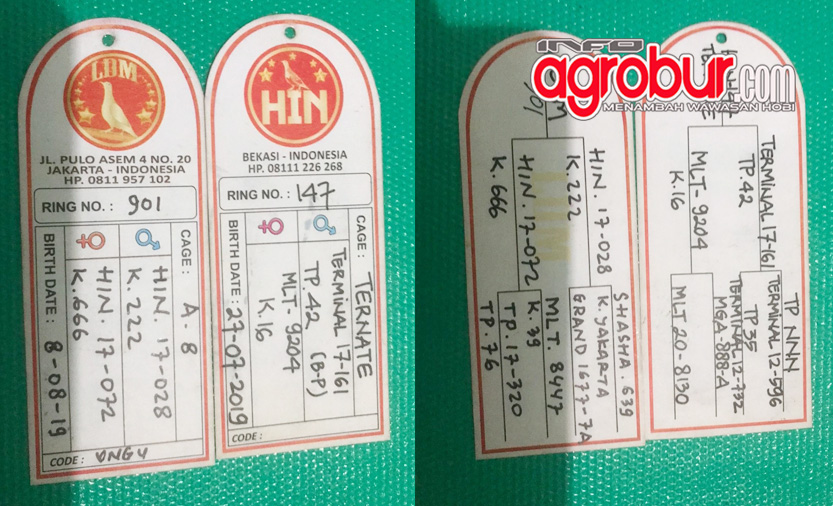 LDM
JL. PULO ASEM 4 NO. 20
JAKARTA - INDONESIA
HP. 0811 957 102
RING NO. : 901
CAGE : A. 8
♂ HIN. 17-028
K. 222
♀ HIN. 17-072
K. 666
BIRTH DATE : 8-08-19
CODE : UNGU
HIN
BEKASI - INDONESIA
HP. 08111 226 268
RING NO. : 147
CAGE : TERNATE
♂ TERMINAL 17-161
TP. 42 (B-P)
♀ MLT- 9204
K. 16
BIRTH DATE : 27-07-2019
CODE :
INFO
agrobur.com
MENAMBAH WAWASAN HOBI
HIN. 17-028
K. 222
HIN. 17-072
K. 666
SHASHA. 639
K. YAKARTA
GRAND 1677-7A
MLT. 8447
K. 39
TP. 17-320
TP. 76
TERMINAL 17-161
TP. 42
MLT- 9204
K. 16
TP NNN
TERMINAL 12-596
TP 35
TERMINAL 12-732
MGA-888-A
MLT 20-8130